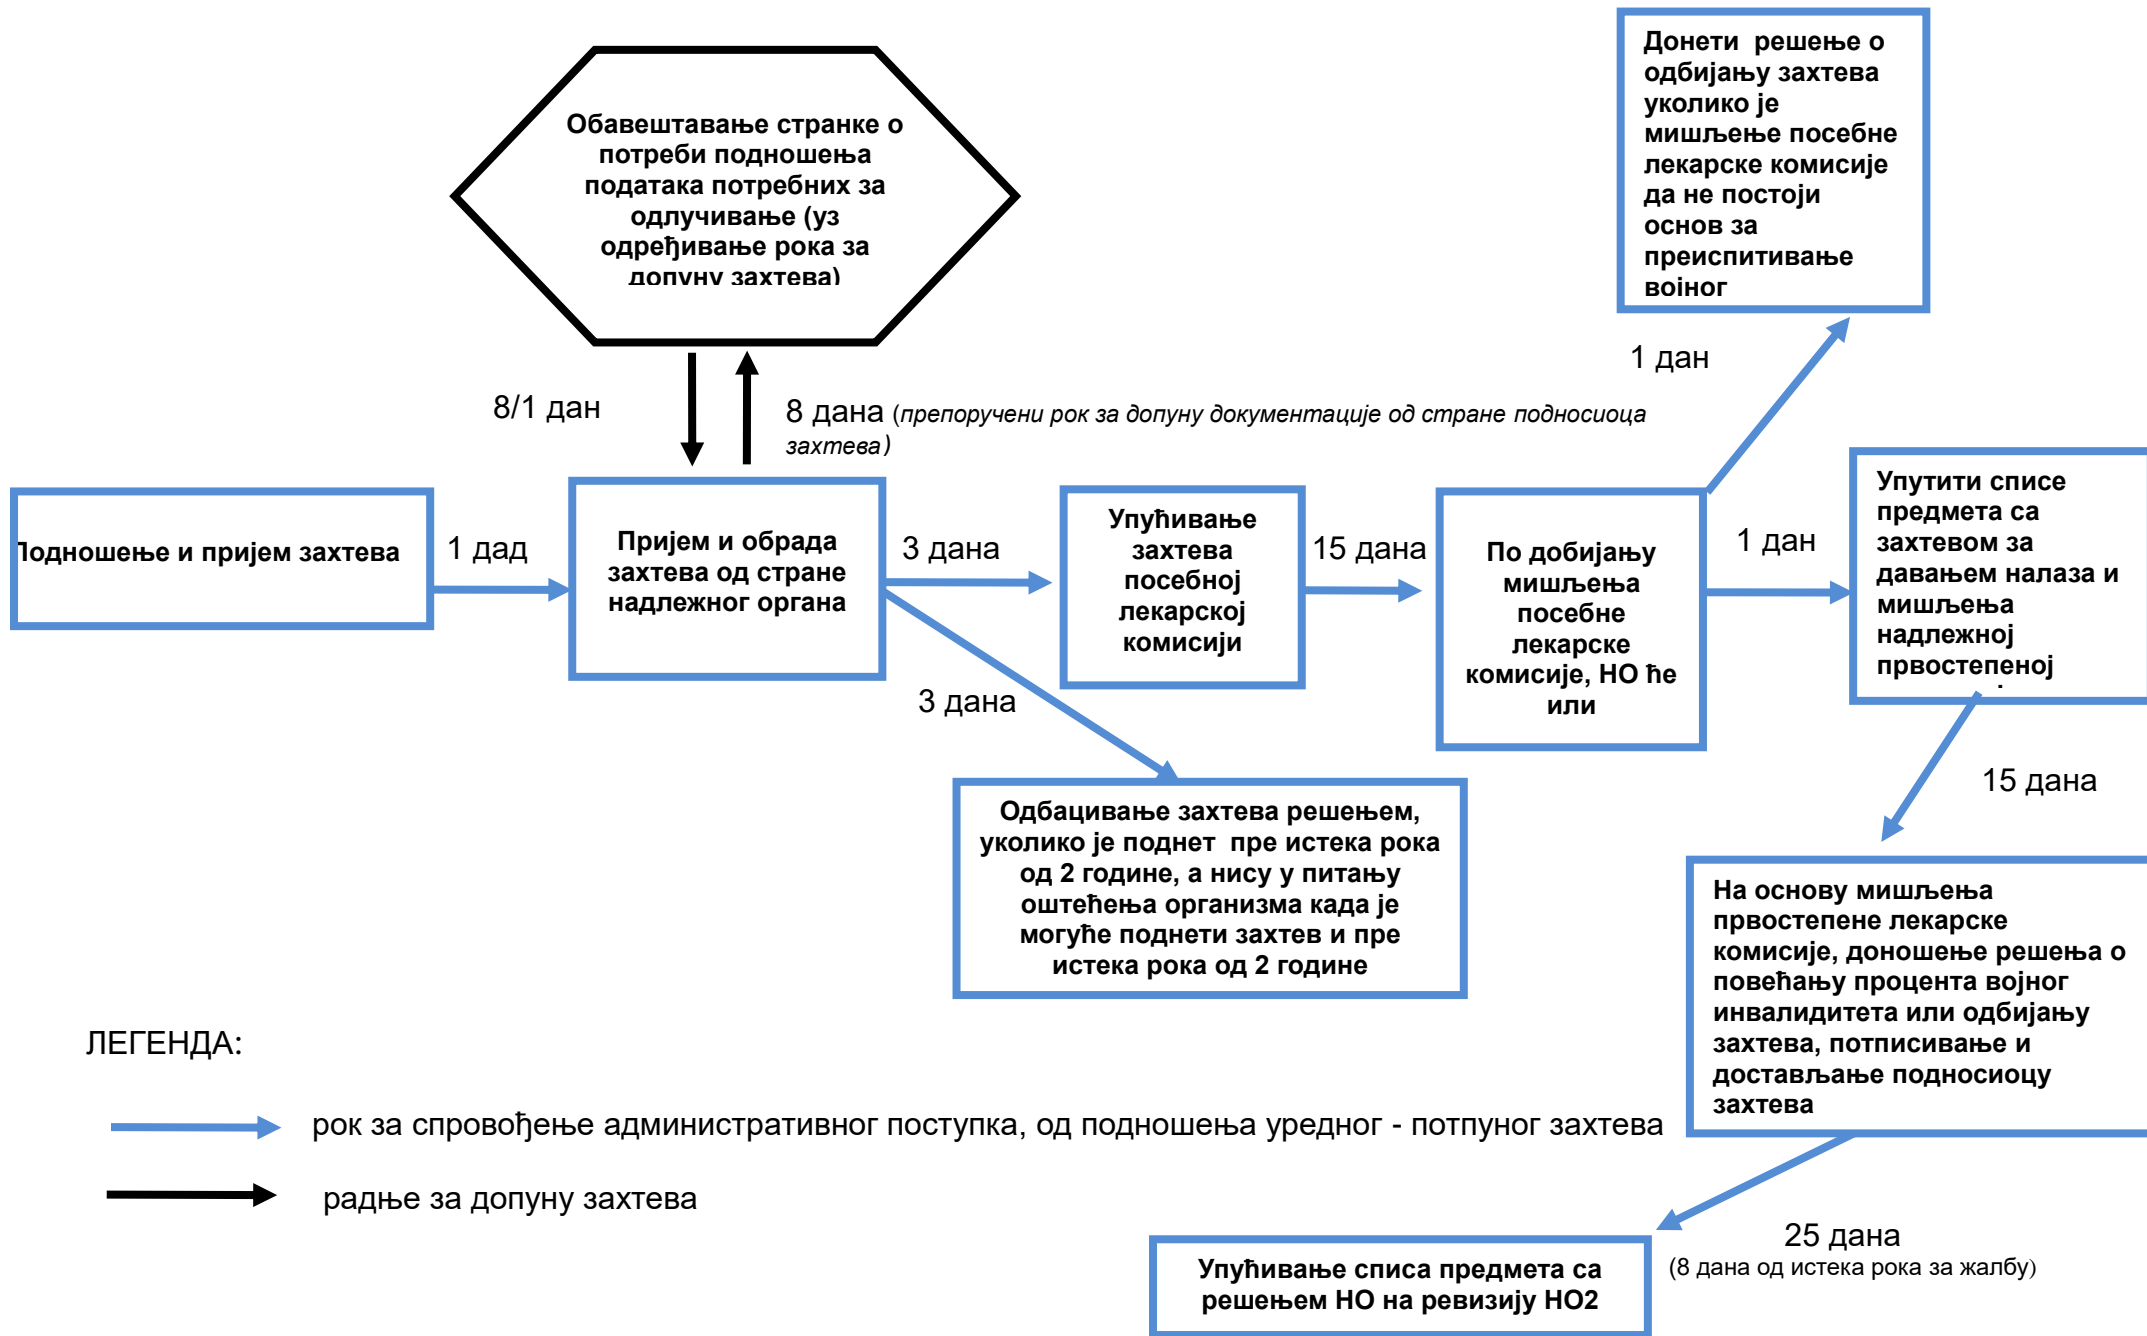 Обавештавање странке о
потреби подношења
података потребних за
одлучивање (уз
одређивање рока за
допуну захтева)
Донети  решење о
одбијању захтева
уколико је
мишљење посебне
лекарске комисије
да не постоји
основ за
преиспитивање
војног
1 дан
8/1 дан
8 дана (препоручени рок за допуну документације од стране подносиоца
захтева)
Подношење и пријем захтева
1 дад
Пријем и обрада
захтева од стране
надлежног органа
3 дана
Упућивање
захтева
посебној
лекарској
комисији
15 дана
По добијању
мишљења
посебне
лекарске
комисије, НО ће
или
1 дан
Упутити списе
предмета са
захтевом за
давањем налаза и
мишљења
надлежној
првостепеној
3 дана
15 дана
Одбацивање захтева решењем,
уколико је поднет  пре истека рока
од 2 године, а нису у питању
оштећења организма када је
могуће поднети захтев и пре
истека рока од 2 године
На основу мишљења
првостепене лекарске
комисије, доношење решења о
повећању процента војног
инвалидитета или одбијању
захтева, потписивање и
достављање подносиоцу
захтева
ЛЕГЕНДА:
рок за спровођење административног поступка, од подношења уредног - потпуног захтева
радње за допуну захтева
25 дана
(8 дана од истека рока за жалбу)
Упућивање списа предмета са
решењем НО на ревизију НО2